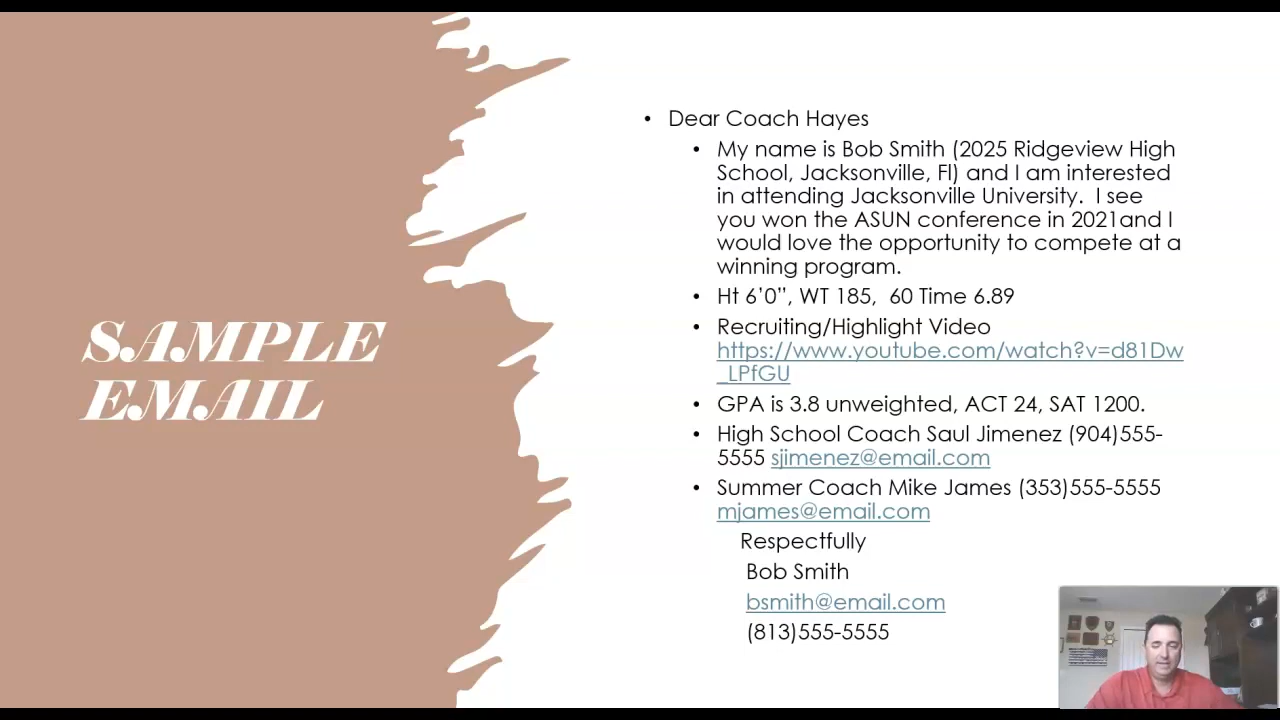 SAMPLE
EMAIL
• Dear Coach Hayes
• My name is Bob Smith (2025 Ridgeview High
School, Jacksonville, Fl) and I am interested
in attending Jacksonville University.  I see
you won the ASUN conference in 2021and I
would love the opportunity to compete at a
winning program.
• Ht 6’0”, WT 185,  60 Time 6.89
• Recruiting/Highlight Video
https://www.youtube.com/watch?v=d81Dw
_LPfGU
• GPA is 3.8 unweighted, ACT 24, SAT 1200.
• High School Coach Saul Jimenez (904)555-
5555 sjimenez@email.com
• Summer Coach Mike James (353)555-5555
mjames@email.com
Respectfully
Bob Smith
bsmith@email.com
(813)555-5555